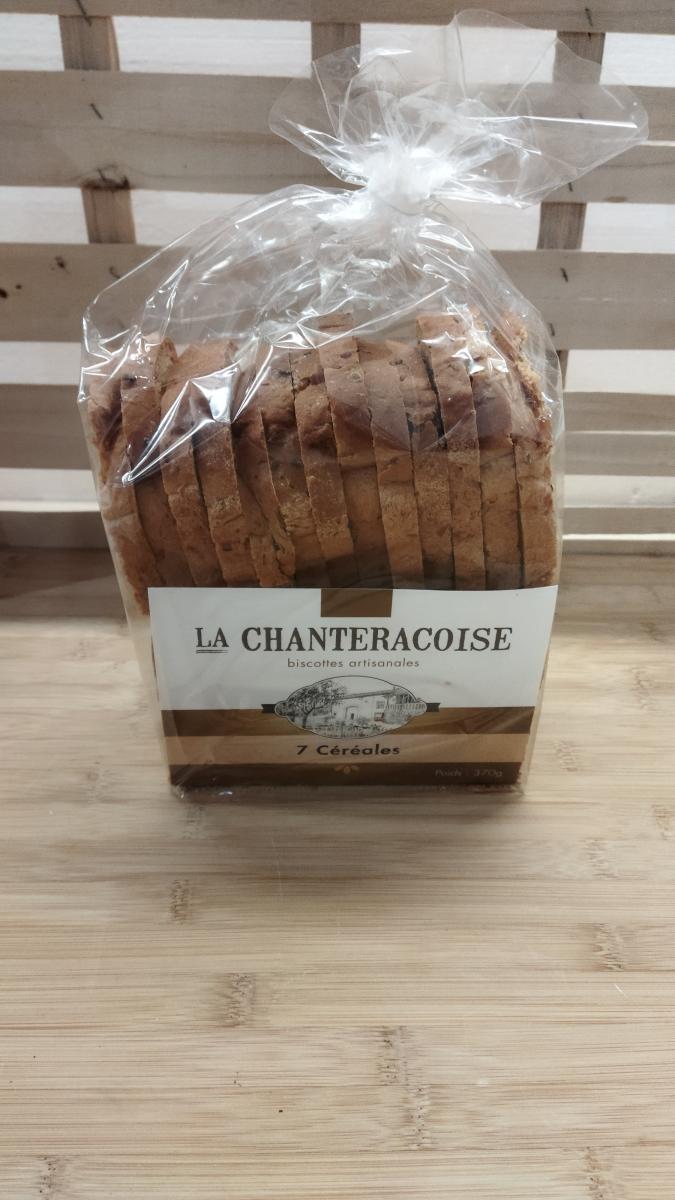 LA CHANTERACOISE
biscottes artisanales
7 Céréales
Poids : 370g